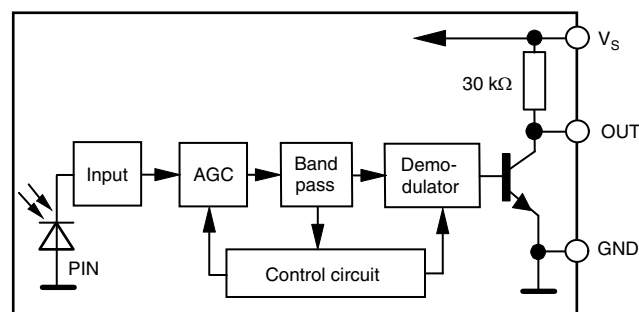 V_S
30 kΩ
OUT
Input
AGC
Band
pass
Demo-
dulator
GND
PIN
Control circuit